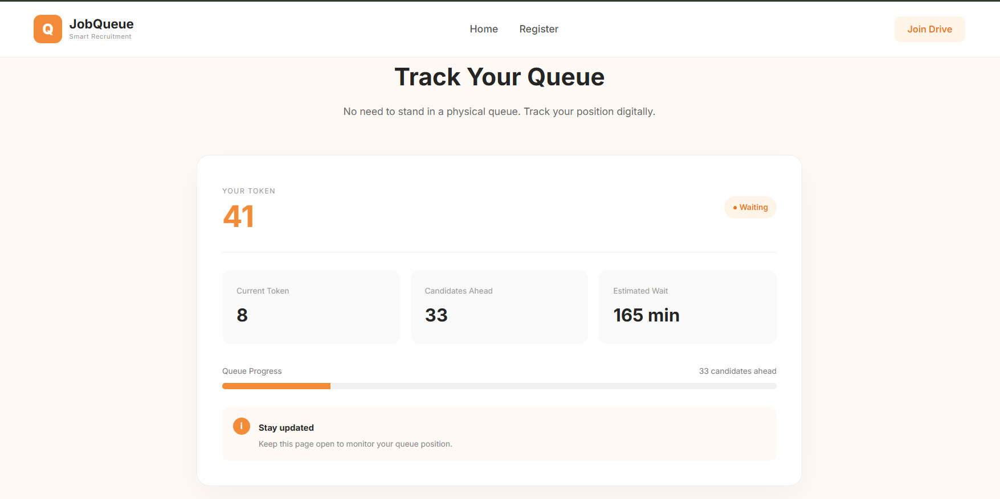 Q
JobQueue
Smart Recruitment
Home
Register
Join Drive
Track Your Queue
No need to stand in a physical queue. Track your position digitally.
YOUR TOKEN
41
● Waiting
Current Token
8
Candidates Ahead
33
Estimated Wait
165 min
Queue Progress
33 candidates ahead
i
Stay updated
Keep this page open to monitor your queue position.